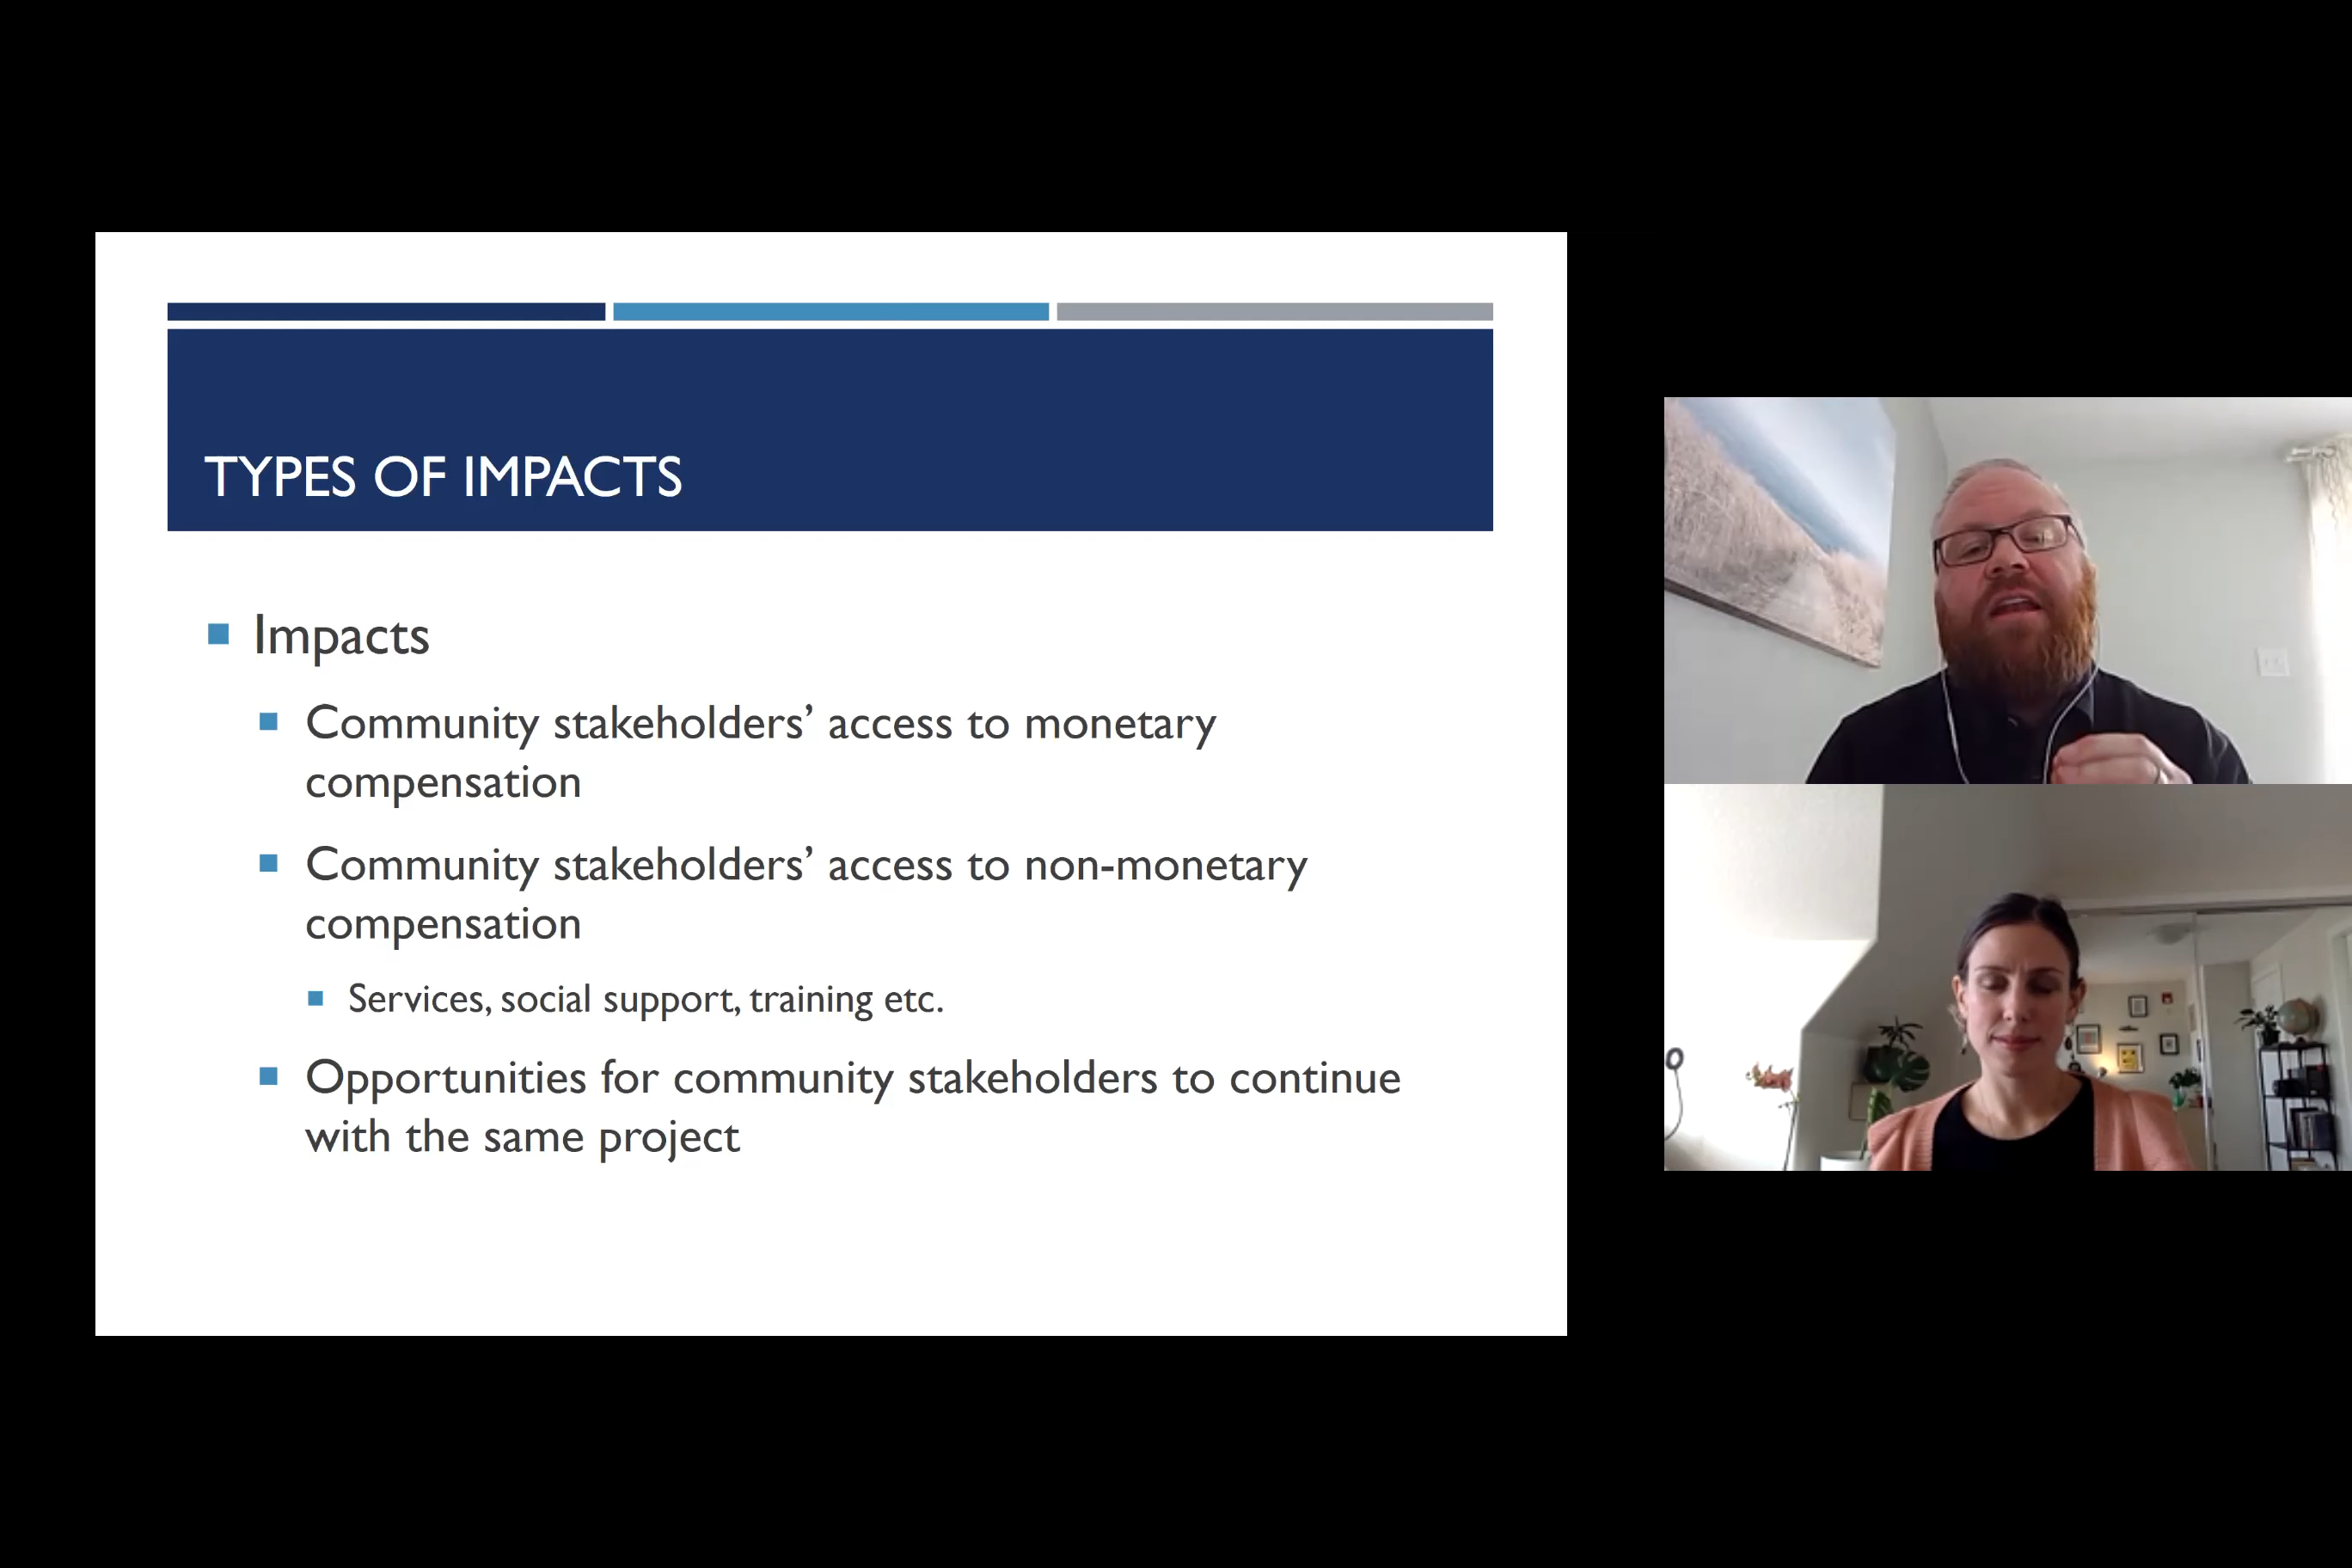 TYPES OF IMPACTS
Impacts
Community stakeholders’ access to monetary
compensation
Community stakeholders’ access to non-monetary
compensation
Services, social support, training etc.
Opportunities for community stakeholders to continue
with the same project